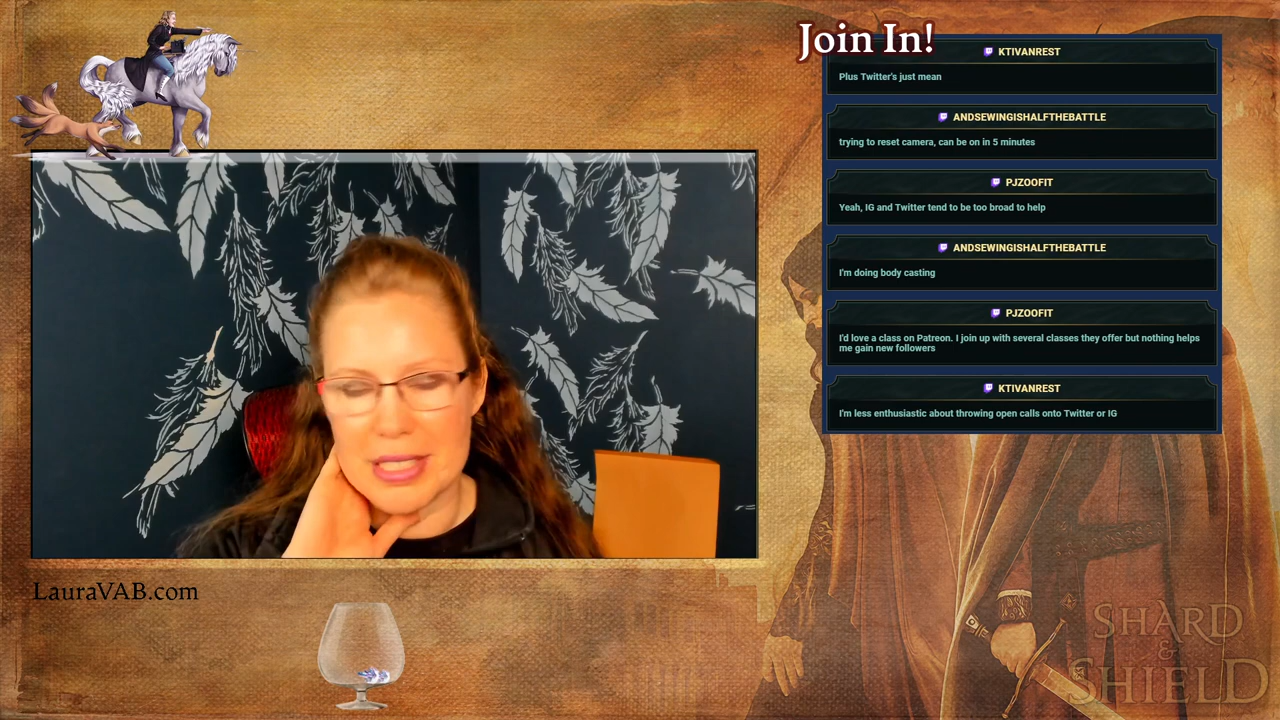 Join In!
KTIVANREST
Plus Twitter's just mean
ANDSEWINGISHALFTHEBATTLE
trying to reset camera, can be on in 5 minutes
PJZOOFIT
Yeah, IG and Twitter tend to be too broad to help
ANDSEWINGISHALFTHEBATTLE
I'm doing body casting
PJZOOFIT
I'd love a class on Patreon. I join up with several classes they offer but nothing helps
me gain new followers
KTIVANREST
I'm less enthusiastic about throwing open calls onto Twitter or IG
LauraVAB.com
SHARD
&
SHIELD